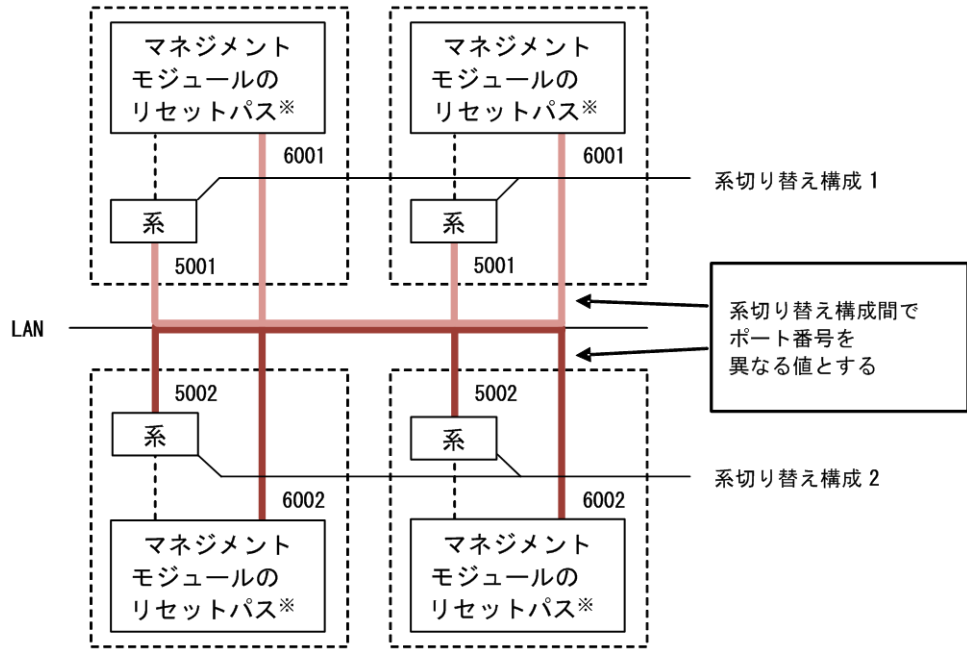 マネジメント
モジュールの
リセットパス※
マネジメント
モジュールの
リセットパス※
6001
6001
系切り替え構成 1
系
系
5001
5001
系切り替え構成間で
ポート番号を
異なる値とする
LAN
5002
5002
系
系
系切り替え構成 2
6002
6002
マネジメント
モジュールの
リセットパス※
マネジメント
モジュールの
リセットパス※